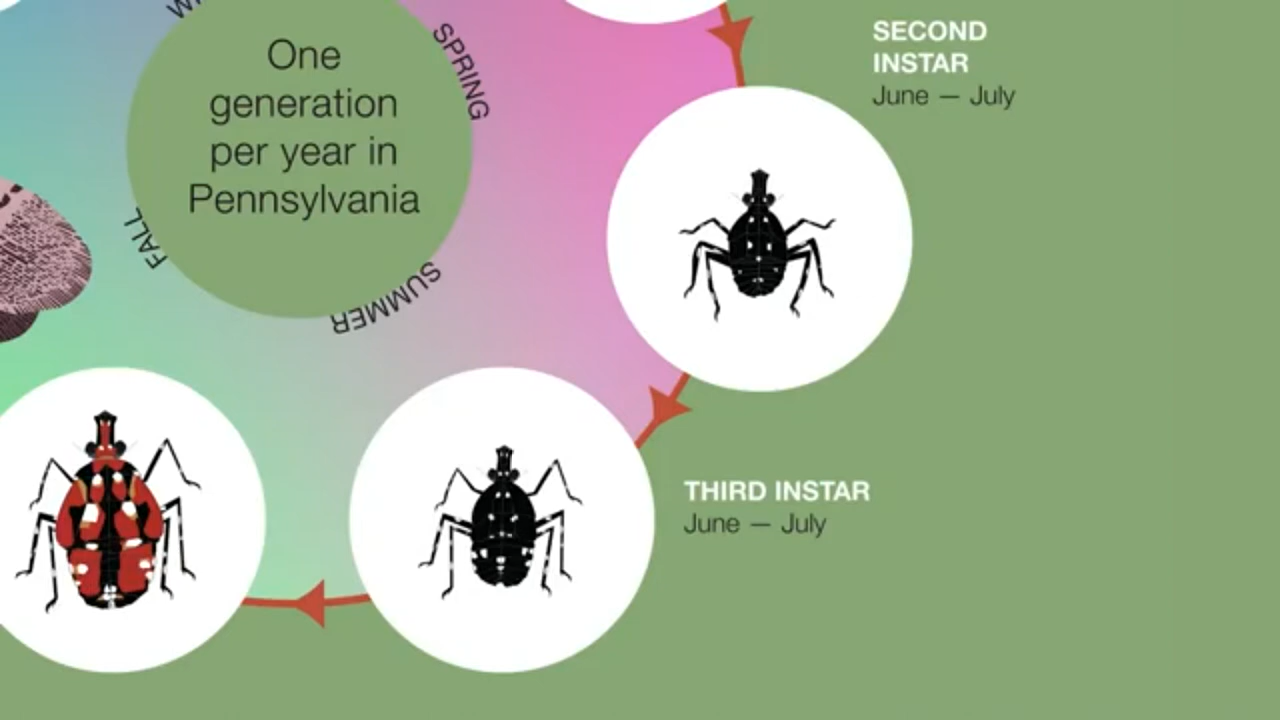 One
generation
per year in
Pennsylvania
SPRING
SUMMER
FALL
SECOND
INSTAR
June — July
THIRD INSTAR
June — July